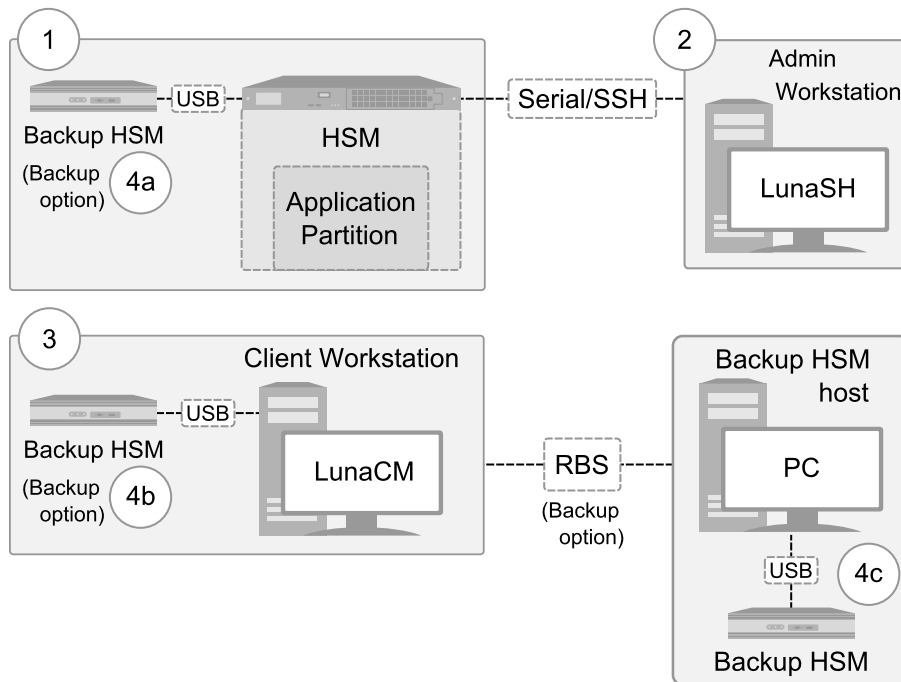 1
USB
Backup HSM
(Backup
option)
4a
HSM
Application
Partition
Serial/SSH
2
Admin
Workstation
LunaSH
3
Client Workstation
USB
Backup HSM
(Backup
option)
4b
LunaCM
RBS
(Backup
option)
Backup HSM
host
PC
USB
4c
Backup HSM